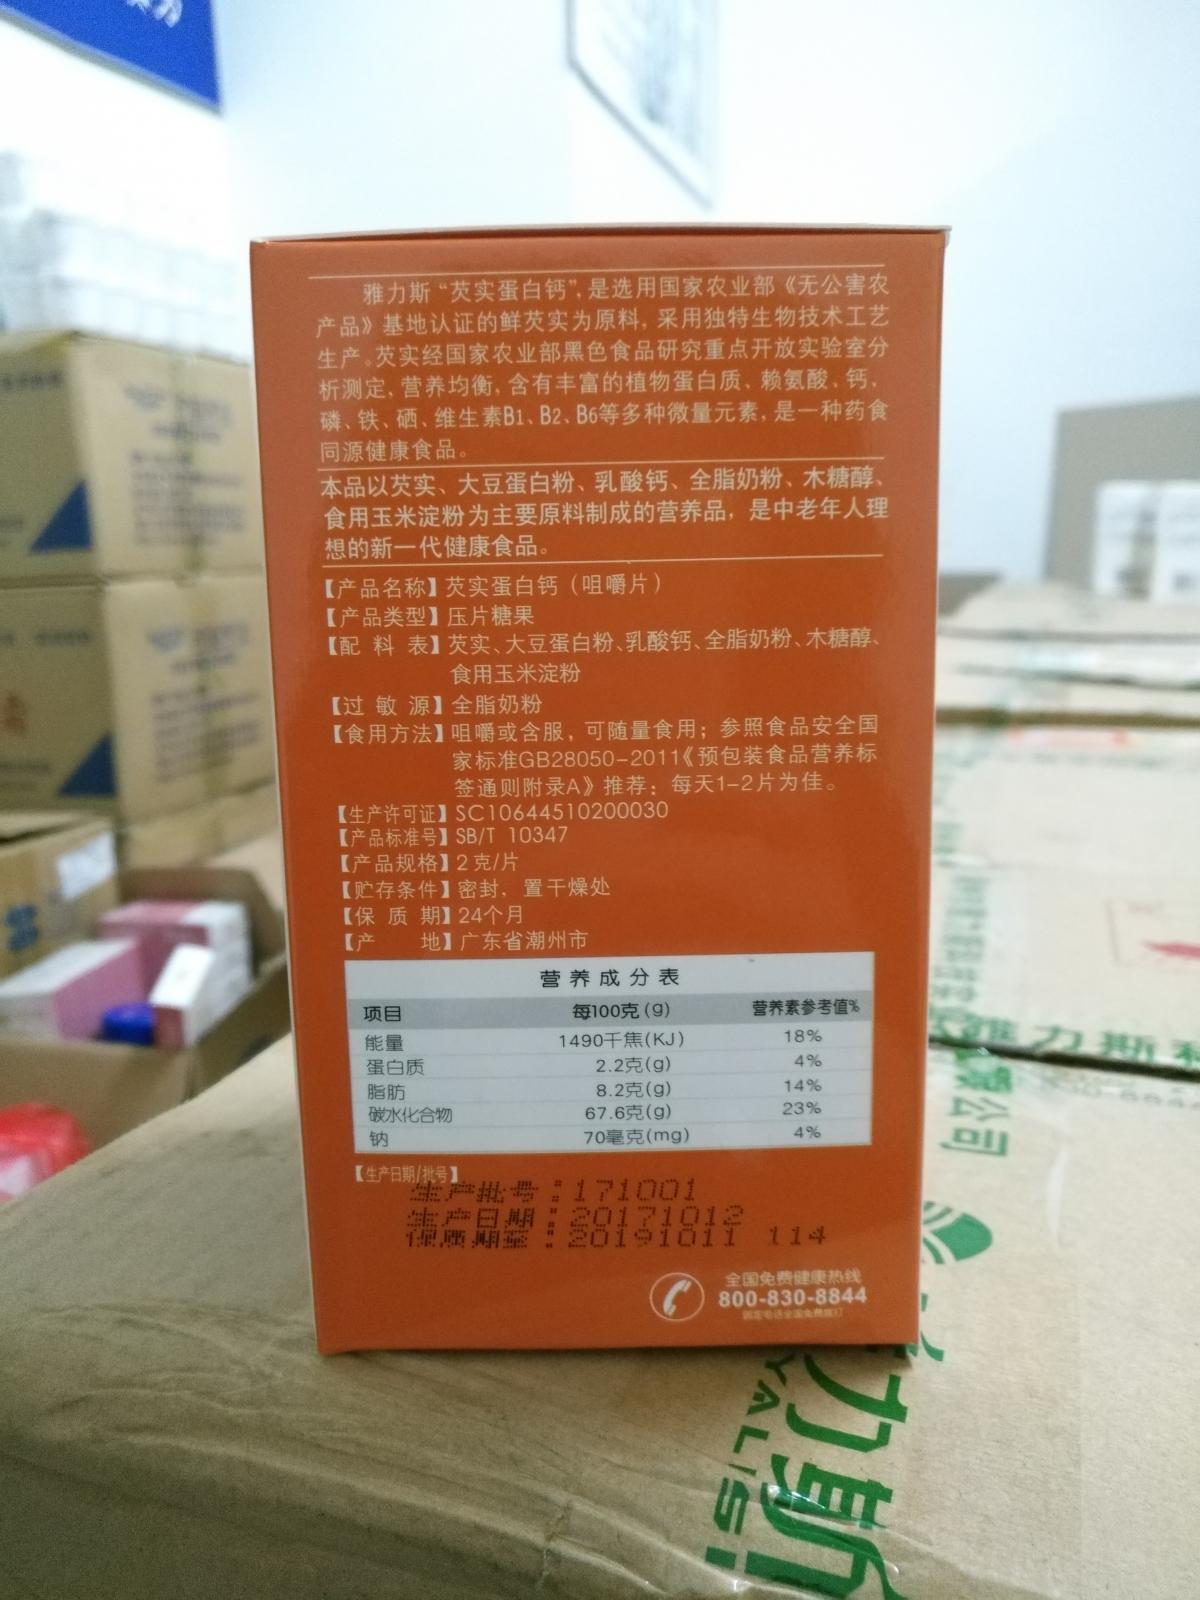 雅力斯“芡实蛋白钙”,是选用国家农业部《无公害农
产品》基地认证的鲜芡实为原料,采用独特生物技术工艺
生产。芡实经国家农业部黑色食品研究重点开放实验室分
析测定,营养均衡,含有丰富的植物蛋白质、赖氨酸、钙、
磷、铁、硒、维生素B1、B2、B6等多种微量元素,是一种药食
同源健康食品。
本品以芡实、大豆蛋白粉、乳酸钙、全脂奶粉、木糖醇、
食用玉米淀粉为主要原料制成的营养品，是中老年人理
想的新一代健康食品。
【产品名称】芡实蛋白钙（咀嚼片）
【产品类型】压片糖果
【配 料 表】芡实、大豆蛋白粉、乳酸钙、全脂奶粉、木糖醇、
食用玉米淀粉
【过 敏 源】全脂奶粉
【食用方法】咀嚼或含服，可随量食用；参照食品安全国
家标准GB28050-2011《预包装食品营养标
签通则附录A》推荐：每天1-2片为佳。
【生产许可证】SC10644510200030
【产品标准号】SB/T 10347
【产品规格】2克/片
【贮存条件】密封，置干燥处
【保 质 期】24个月
【产 地】广东省潮州市
营养成分表
项目 每100克(g) 营养素参考值%
能量 1490千焦(KJ) 18%
蛋白质 2.2克(g) 4%
脂肪 8.2克(g) 14%
碳水化合物 67.6克(g) 23%
钠 70毫克(mg) 4%
【生产日期/批号】
生产批号:171001
生产日期:20171012
保质期至:20191011 114
全国免费健康热线
800-830-8844
固定电话全国免费拨打
雅力斯
公司
力斯
YALI'S